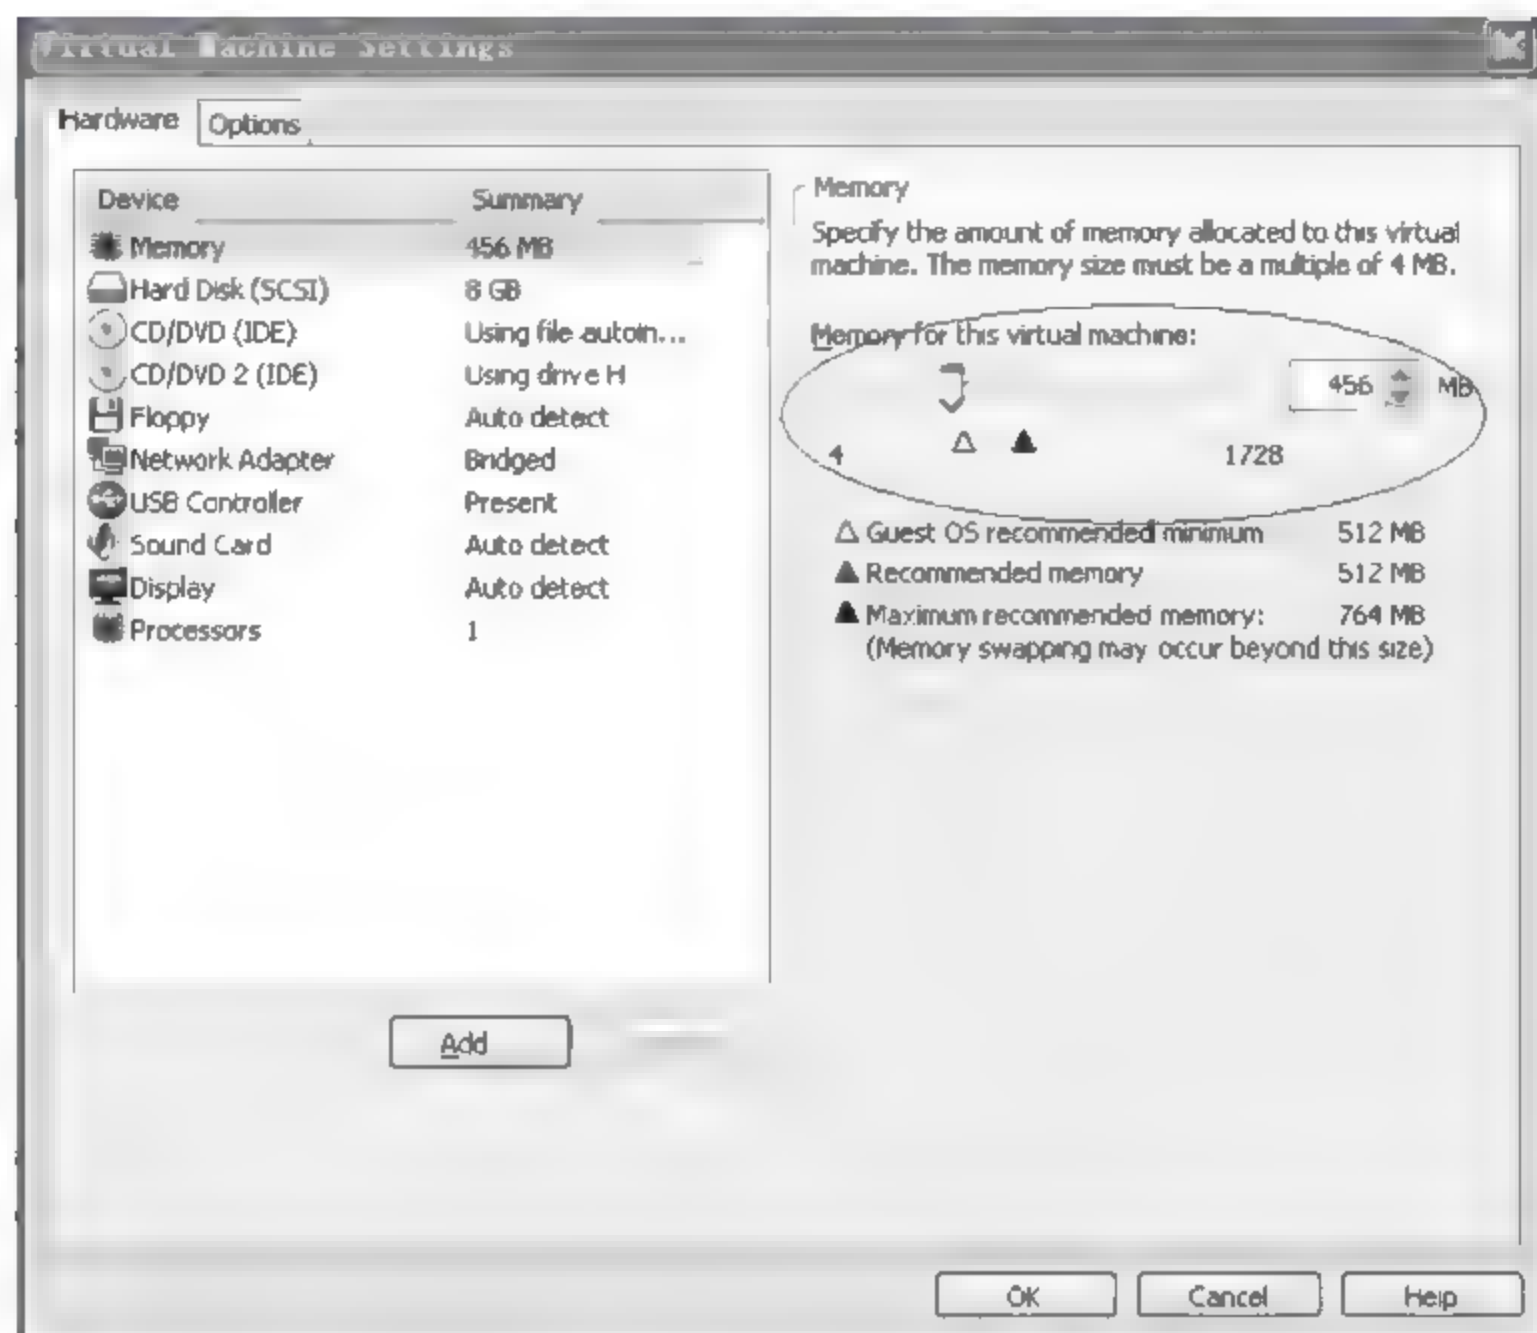 Virtual Machine Settings
Hardware Options
Device Summary
Memory 456 MB
Hard Disk (SCSI) 8 GB
CD/DVD (IDE) Using file autoin...
CD/DVD 2 (IDE) Using drive H
Floppy Auto detect
Network Adapter Bridged
USB Controller Present
Sound Card Auto detect
Display Auto detect
Processors 1
Add
Memory
Specify the amount of memory allocated to this virtual
machine. The memory size must be a multiple of 4 MB.
Memory for this virtual machine:
456 MB
4 1728
Guest OS recommended minimum 512 MB
Recommended memory 512 MB
Maximum recommended memory: 764 MB
(Memory swapping may occur beyond this size)
OK Cancel Help